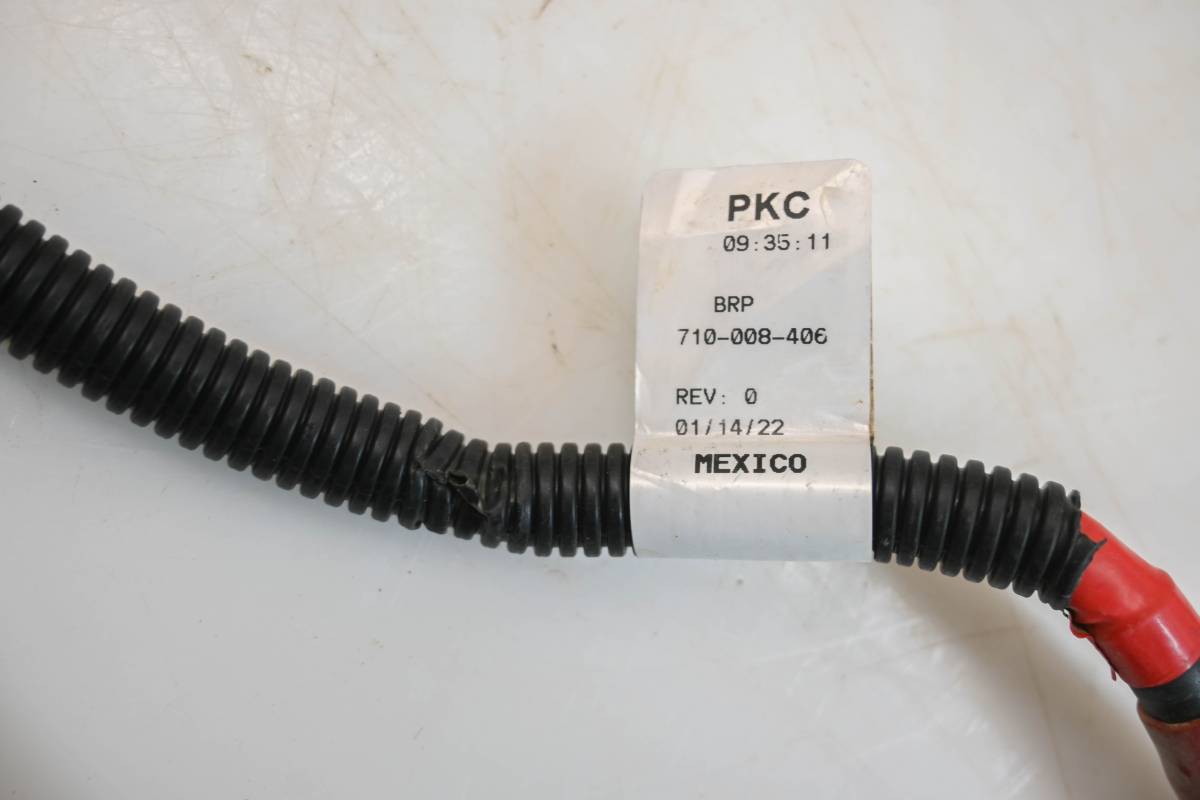 PKC
09:35:11
BRP
710-008-406
REV: 0
01/14/22
MEXICO